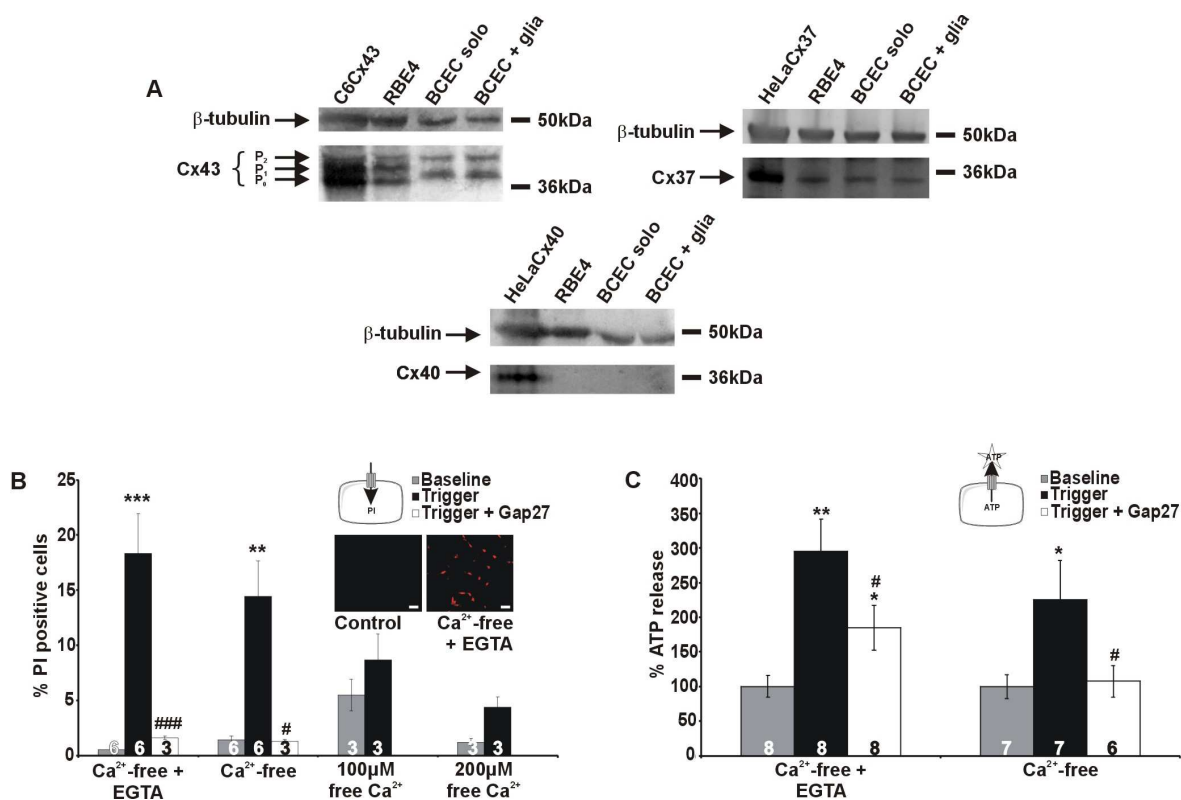 A
C6Cx43
RBE4
BCEC solo
BCEC + glia
β-tubulin
50kDa
Cx43 {
P₂
P₁
P₀
36kDa
HeLaCx37
RBE4
BCEC solo
BCEC + glia
β-tubulin
50kDa
Cx37
36kDa
HeLaCx40
RBE4
BCEC solo
BCEC + glia
β-tubulin
50kDa
Cx40
36kDa
B
% PI positive cells
25
20
15
10
5
0
***
**
###
#
6 6 3
6 6 3
3 3
3 3
Ca²⁺-free +
EGTA
Ca²⁺-free
100µM
free Ca²⁺
200µM
free Ca²⁺
PI
Baseline
Trigger
Trigger + Gap27
Control
Ca²⁺-free
+ EGTA
C
% ATP release
400
350
300
250
200
150
100
50
0
**
#
*
*
#
8 8 8
7 7 6
Ca²⁺-free +
EGTA
Ca²⁺-free
ATP
ATP
Baseline
Trigger
Trigger + Gap27